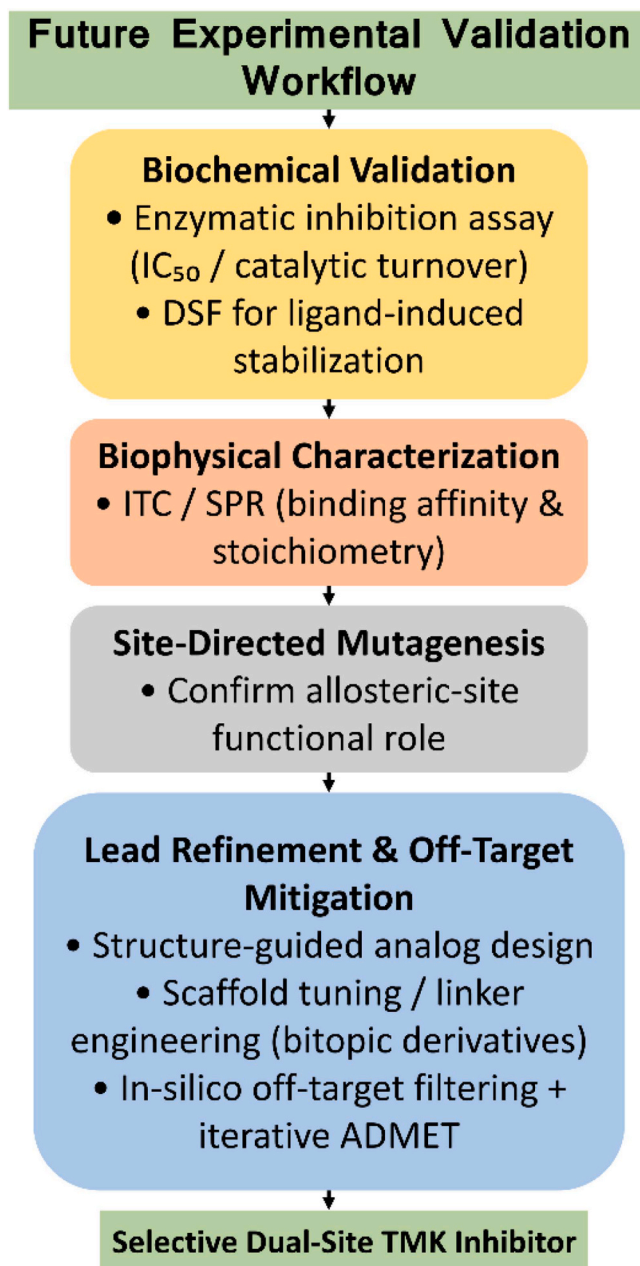 Future Experimental Validation
Workflow
Biochemical Validation
• Enzymatic inhibition assay
(IC₅₀ / catalytic turnover)
• DSF for ligand-induced
stabilization
Biophysical Characterization
• ITC / SPR (binding affinity &
stoichiometry)
Site-Directed Mutagenesis
• Confirm allosteric-site
functional role
Lead Refinement & Off-Target
Mitigation
• Structure-guided analog design
• Scaffold tuning / linker
engineering (bitopic derivatives)
• In-silico off-target filtering +
iterative ADMET
Selective Dual-Site TMK Inhibitor